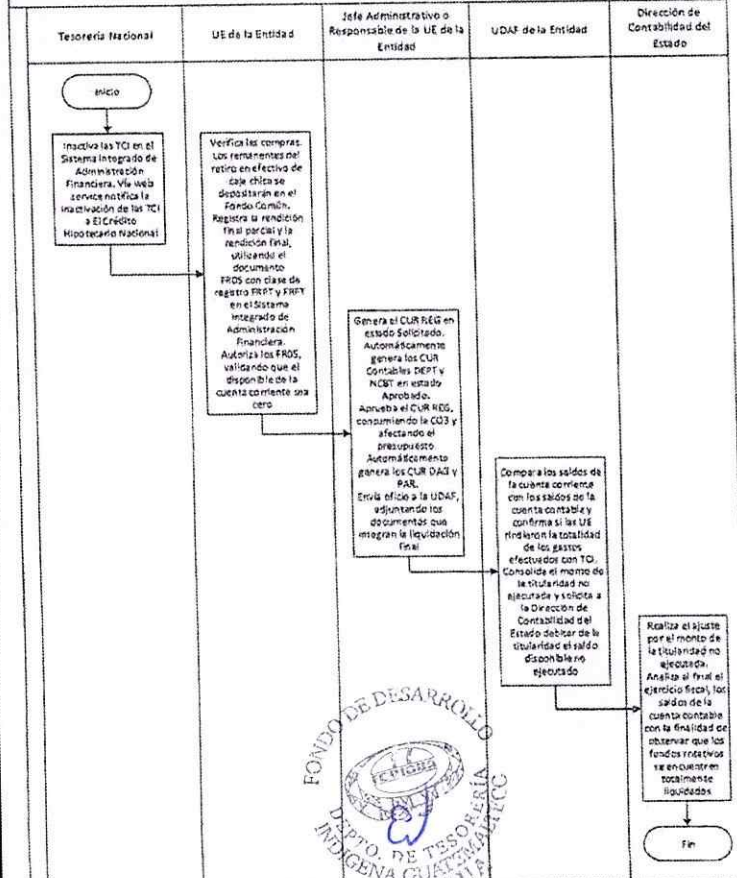 Tesorería Nacional
UE de la Entidad
Jefe Administrativo o
Responsable de la UE de la
Entidad
UDAF de la Entidad
Dirección de
Contabilidad del
Estado
Inicio
Inactiva las TCI en el
Sistema Integrado de
Administración
Financiera. Vía web
service notifica la
inactivación de las TCI
a El Crédito
Hipotecario Nacional
Verifica las compras.
Los remanentes del
retiro en efectivo de
caja chica se
depositarán en el
Fondo Común.
Registra la rendición
final parcial y la
rendición final,
utilizando el
documento
FR05 con clase de
registro FRPT y FRFT
en el Sistema
Integrado de
Administración
Financiera.
Autoriza los FR05,
validando que el
disponible de la
cuenta corriente sea
cero
Genera el CUR REG en
estado Solicitado.
Automáticamente
genera los CUR
Contables DEPT y
NCBT en estado
Aprobado.
Aprueba el CUR REG,
consumiendo la CO3 y
afectando el
presupuesto.
Automáticamente
genera los CUR DAG y
PAR.
Envía oficio a la UDAF,
adjuntando los
documentos que
integran la liquidación
final
Compara los saldos de
la cuenta corriente
con los saldos de la
cuenta contable y
confirma si las UE
rindieron la totalidad
de los gastos
efectuados con TCI.
Consolida el monto de
la titularidad no
ejecutada y solicita a
la Dirección de
Contabilidad del
Estado debitar de la
titularidad el saldo
disponible no
ejecutado
Realiza el ajuste
por el monto de
la titularidad no
ejecutada.
Analiza al final el
ejercicio fiscal, los
saldos de la
cuenta contable
con la finalidad de
observar que los
fondos rotativos
se encuentren
totalmente
liquidados
Fin
FONDO DE DESARROLLO
INDÍGENA GUATEMALTECO
DEPTO. DE TESORERÍA